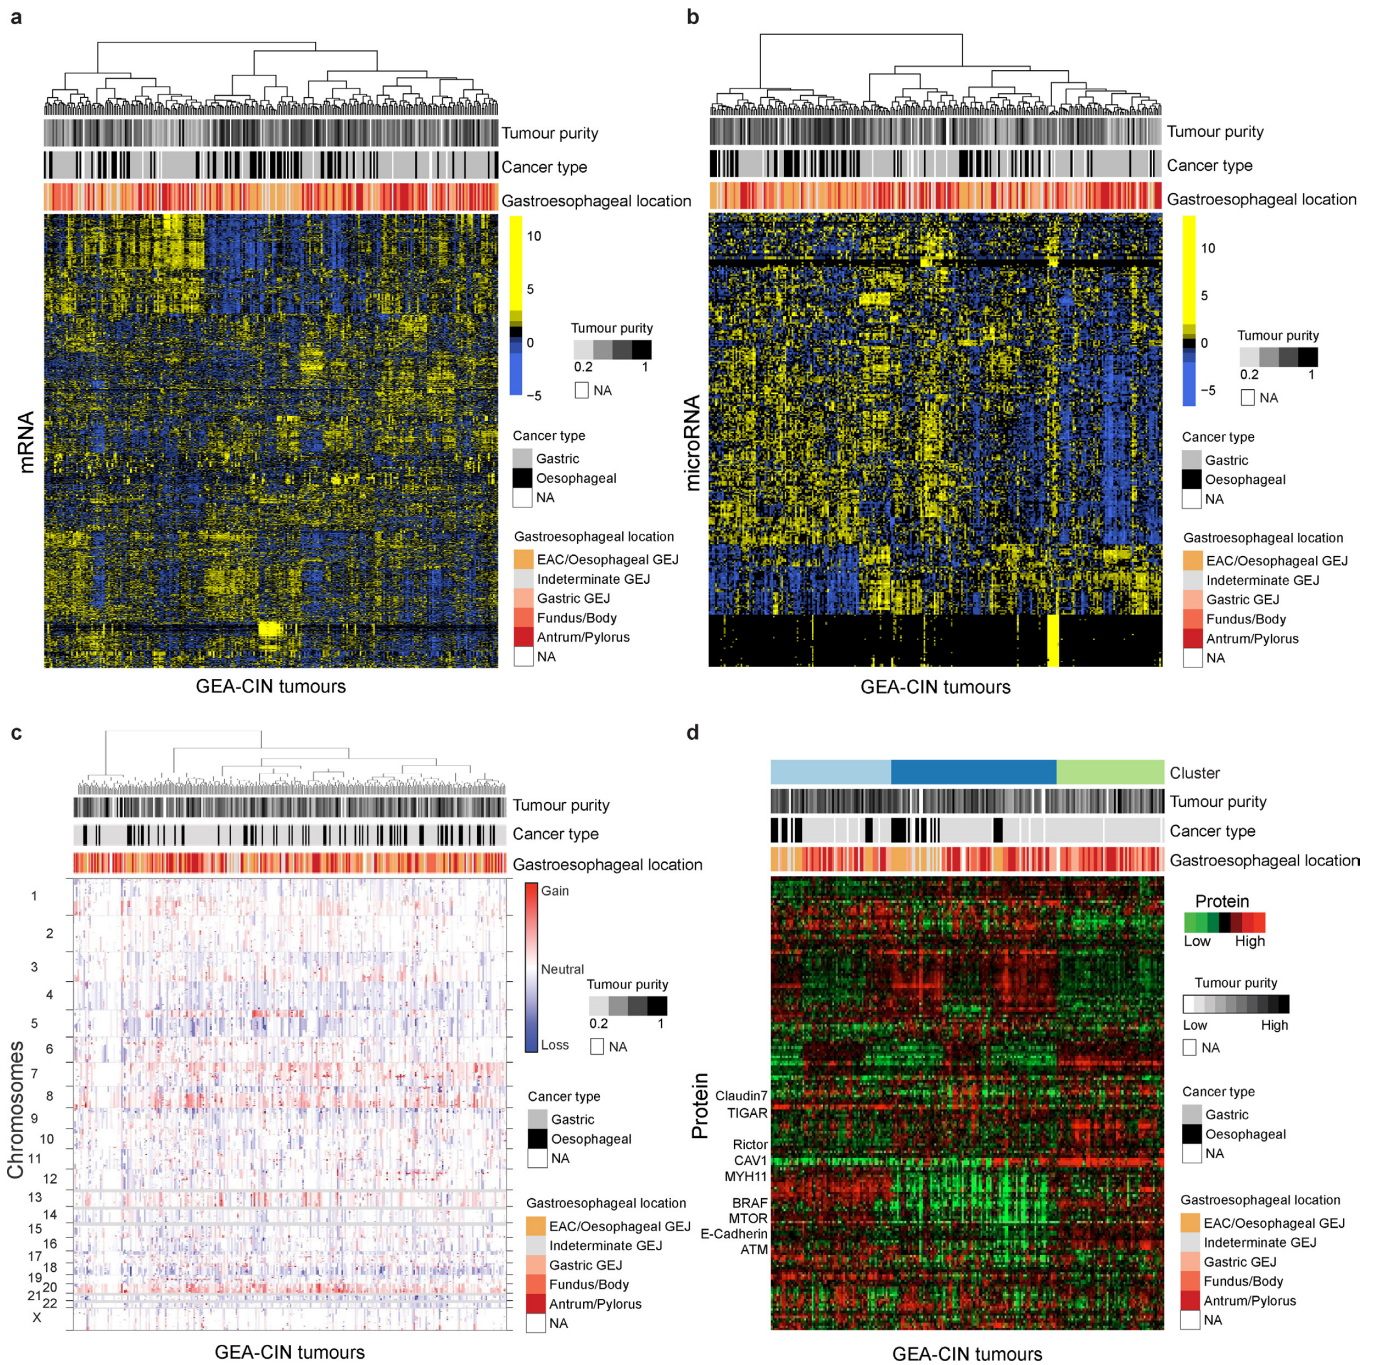 a
Tumour purity
Cancer type
Gastroesophageal location
mRNA
10
5
0
−5
Tumour purity
0.2 1
NA
Cancer type
Gastric
Oesophageal
NA
Gastroesophageal location
EAC/Oesophageal GEJ
Indeterminate GEJ
Gastric GEJ
Fundus/Body
Antrum/Pylorus
NA
GEA-CIN tumours
b
Tumour purity
Cancer type
Gastroesophageal location
microRNA
10
5
0
−5
Tumour purity
0.2 1
NA
Cancer type
Gastric
Oesophageal
NA
Gastroesophageal location
EAC/Oesophageal GEJ
Indeterminate GEJ
Gastric GEJ
Fundus/Body
Antrum/Pylorus
NA
GEA-CIN tumours
c
Tumour purity
Cancer type
Gastroesophageal location
Chromosomes
1
2
3
4
5
6
7
8
9
10
11
12
13
14
15
16
17
18
19
20
21
22
X
Gain
Neutral
Loss
Tumour purity
0.2 1
NA
Cancer type
Gastric
Oesophageal
NA
Gastroesophageal location
EAC/Oesophageal GEJ
Indeterminate GEJ
Gastric GEJ
Fundus/Body
Antrum/Pylorus
NA
GEA-CIN tumours
d
Cluster
Tumour purity
Cancer type
Gastroesophageal location
Protein
Claudin7
TIGAR
Rictor
CAV1
MYH11
BRAF
MTOR
E-Cadherin
ATM
Protein
Low High
Tumour purity
Low High
NA
Cancer type
Gastric
Oesophageal
NA
Gastroesophageal location
EAC/Oesophageal GEJ
Indeterminate GEJ
Gastric GEJ
Fundus/Body
Antrum/Pylorus
NA
GEA-CIN tumours